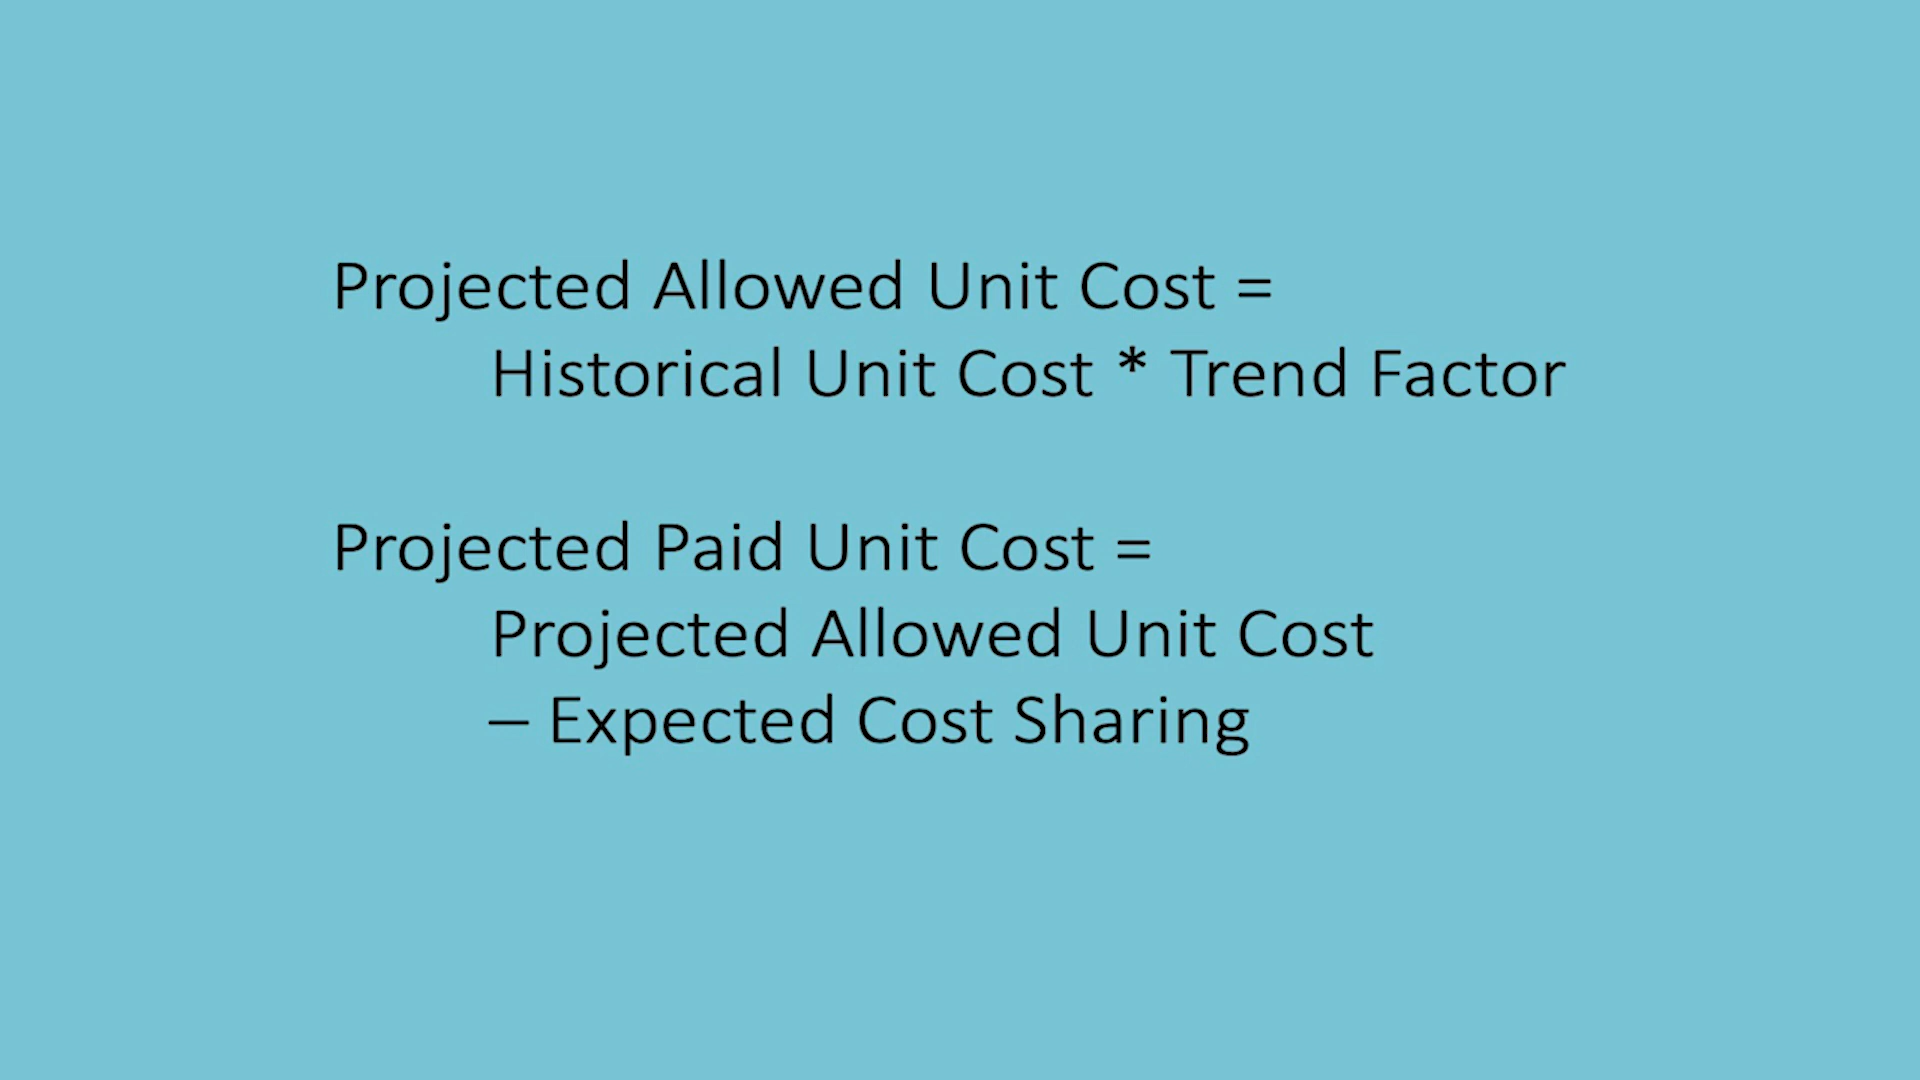 Projected Allowed Unit Cost =
Historical Unit Cost * Trend Factor
Projected Paid Unit Cost =
Projected Allowed Unit Cost
– Expected Cost Sharing